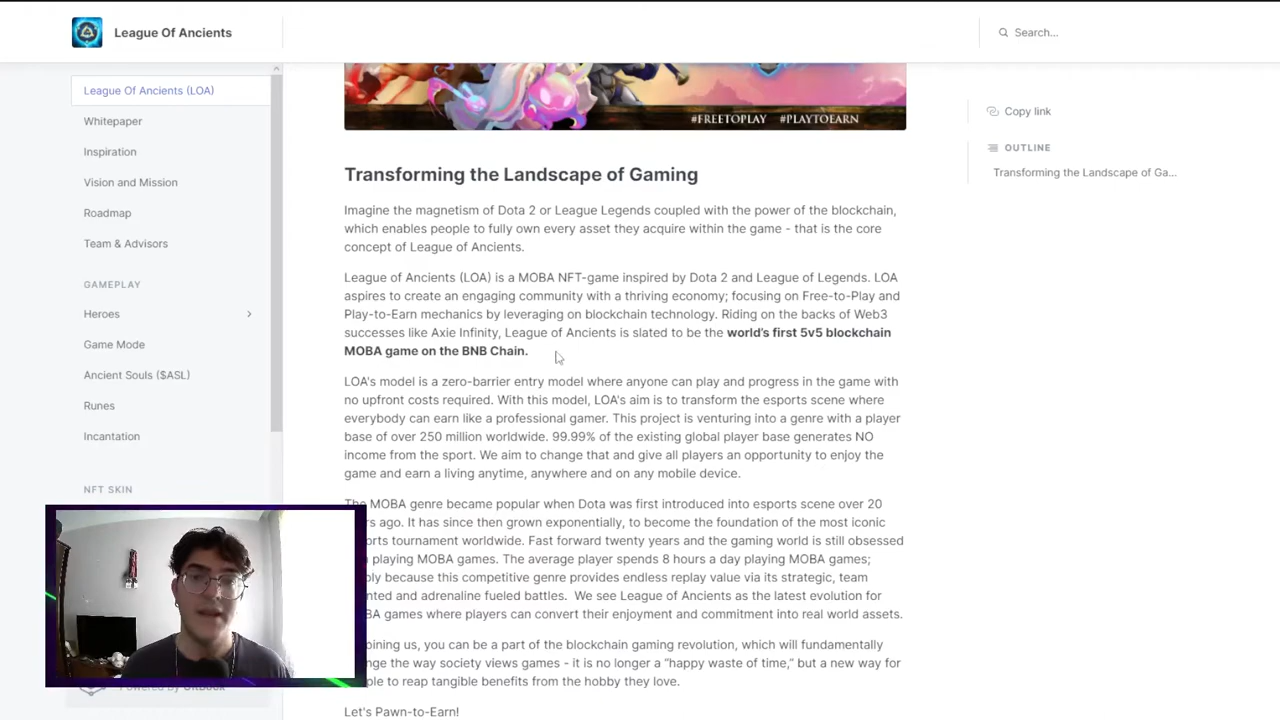 League Of Ancients
Search...
League Of Ancients (LOA)
Whitepaper
Inspiration
Vision and Mission
Roadmap
Team & Advisors
GAMEPLAY
Heroes
Game Mode
Ancient Souls ($ASL)
Runes
Incantation
NFT SKIN
#FREETOPLAY #PLAYTOEARN
Transforming the Landscape of Gaming
Imagine the magnetism of Dota 2 or League Legends coupled with the power of the blockchain,
which enables people to fully own every asset they acquire within the game - that is the core
concept of League of Ancients.
League of Ancients (LOA) is a MOBA NFT-game inspired by Dota 2 and League of Legends. LOA
aspires to create an engaging community with a thriving economy; focusing on Free-to-Play and
Play-to-Earn mechanics by leveraging on blockchain technology. Riding on the backs of Web3
successes like Axie Infinity, League of Ancients is slated to be the world's first 5v5 blockchain
MOBA game on the BNB Chain.
LOA's model is a zero-barrier entry model where anyone can play and progress in the game with
no upfront costs required. With this model, LOA's aim is to transform the esports scene where
everybody can earn like a professional gamer. This project is venturing into a genre with a player
base of over 250 million worldwide. 99.99% of the existing global player base generates NO
income from the sport. We aim to change that and give all players an opportunity to enjoy the
game and earn a living anytime, anywhere and on any mobile device.
The MOBA genre became popular when Dota was first introduced into esports scene over 20
ago. It has since then grown exponentially, to become the foundation of the most iconic
tournament worldwide. Fast forward twenty years and the gaming world is still obsessed
playing MOBA games. The average player spends 8 hours a day playing MOBA games;
because this competitive genre provides endless replay value via its strategic, team
and adrenaline fueled battles. We see League of Ancients as the latest evolution for
games where players can convert their enjoyment and commitment into real world assets.
us, you can be a part of the blockchain gaming revolution, which will fundamentally
the way society views games - it is no longer a "happy waste of time," but a new way for
to reap tangible benefits from the hobby they love.
Let's Pawn-to-Earn!
Copy link
OUTLINE
Transforming the Landscape of Ga...